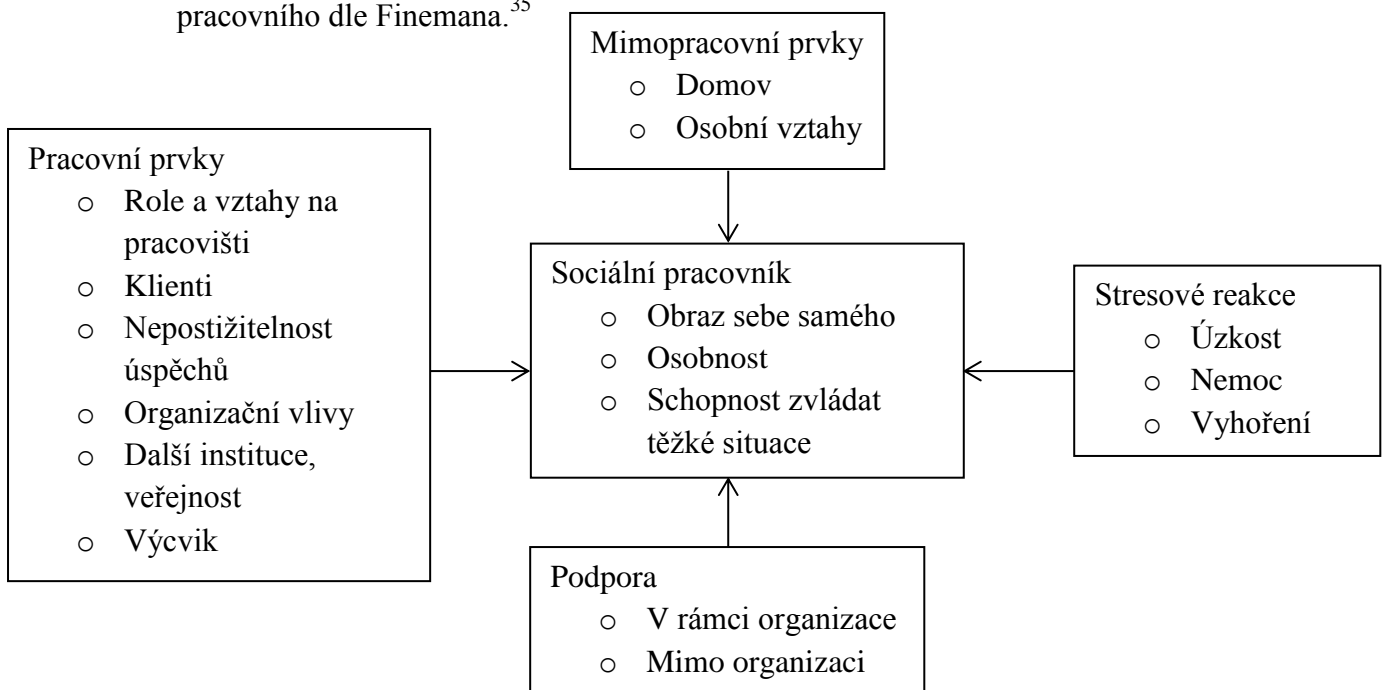 pracovního dle Finemana.35
Mimopracovní prvky
o Domov
o Osobní vztahy
Pracovní prvky
o Role a vztahy na
pracovišti
o Klienti
o Nepostižitelnost
úspěchů
o Organizační vlivy
o Další instituce,
veřejnost
o Výcvik
Sociální pracovník
o Obraz sebe samého
o Osobnost
o Schopnost zvládat
těžké situace
Stresové reakce
o Úzkost
o Nemoc
o Vyhoření
Podpora
o V rámci organizace
o Mimo organizaci